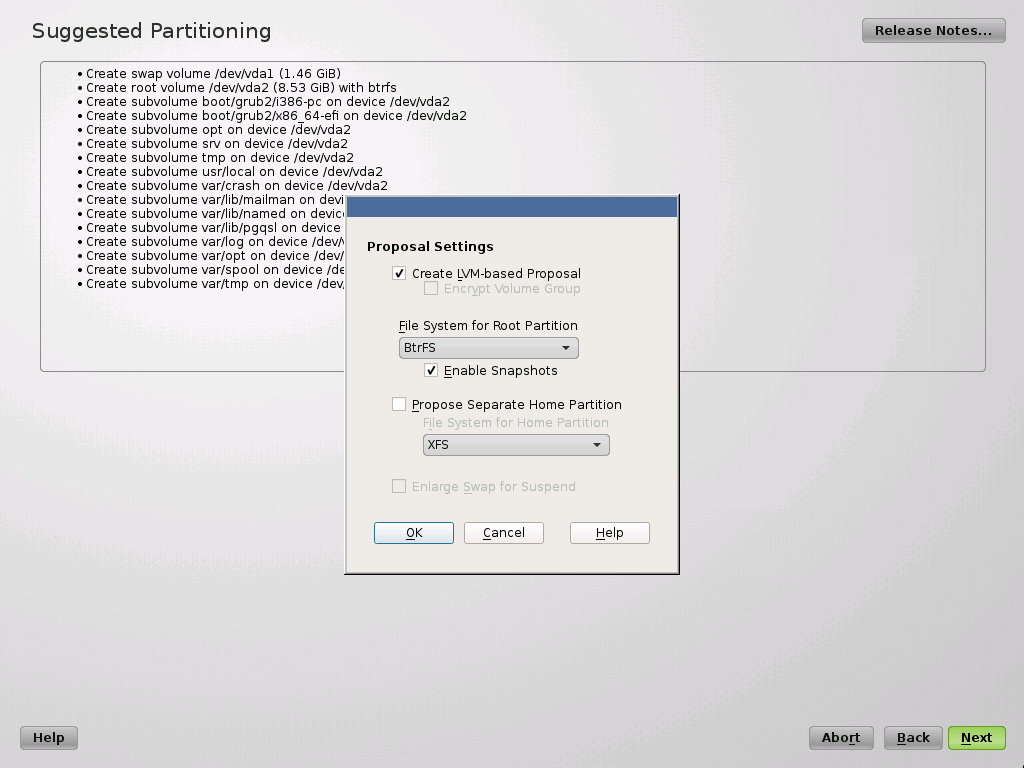 Suggested Partitioning
Release Notes...
• Create swap volume /dev/vda1 (1.46 GiB)
• Create root volume /dev/vda2 (8.53 GiB) with btrfs
• Create subvolume boot/grub2/i386-pc on device /dev/vda2
• Create subvolume boot/grub2/x86_64-efi on device /dev/vda2
• Create subvolume opt on device /dev/vda2
• Create subvolume srv on device /dev/vda2
• Create subvolume tmp on device /dev/vda2
• Create subvolume usr/local on device /dev/vda2
• Create subvolume var/crash on device /dev/vda2
• Create subvolume var/lib/mailman on devi
• Create subvolume var/lib/named on device
• Create subvolume var/lib/pgqsl on device
• Create subvolume var/log on device /dev/v
• Create subvolume var/opt on device /dev/
• Create subvolume var/spool on device /de
• Create subvolume var/tmp on device /dev/
Proposal Settings
Create LVM-based Proposal
Encrypt Volume Group
File System for Root Partition
BtrFS
Enable Snapshots
Propose Separate Home Partition
File System for Home Partition
XFS
Enlarge Swap for Suspend
OK Cancel Help
Help Abort Back Next